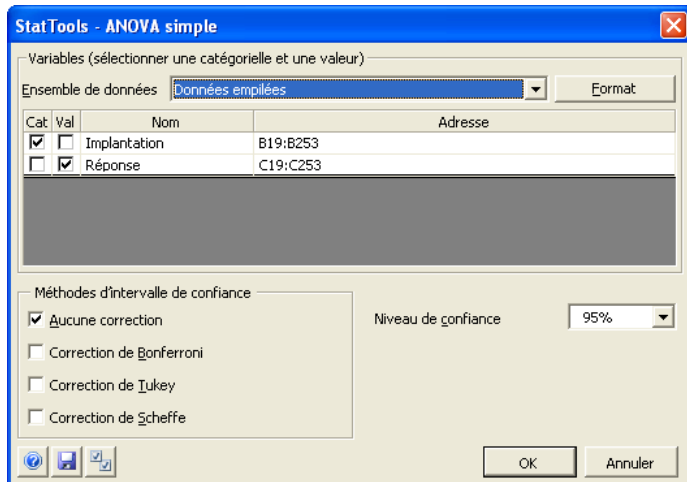 StatTools - ANOVA simple
Variables (sélectionner une catégorielle et une valeur)
Ensemble de données Données empilées Format
Cat Val Nom Adresse
Implantation B19:B253
Réponse C19:C253
Méthodes d'intervalle de confiance
Aucune correction
Niveau de confiance 95%
Correction de Bonferroni
Correction de Tukey
Correction de Scheffe
OK Annuler